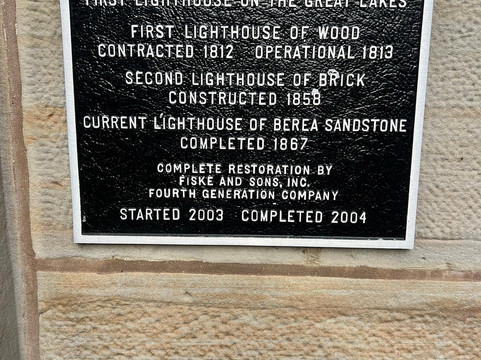 FIRST LIGHTHOUSE ON THE GREAT LAKES
FIRST LIGHTHOUSE OF WOOD
CONTRACTED 1812 OPERATIONAL 1813
SECOND LIGHTHOUSE OF BRICK
CONSTRUCTED 1858
CURRENT LIGHTHOUSE OF BEREA SANDSTONE
COMPLETED 1867
COMPLETE RESTORATION BY
FISKE AND SONS, INC.
FOURTH GENERATION COMPANY
STARTED 2003 COMPLETED 2004